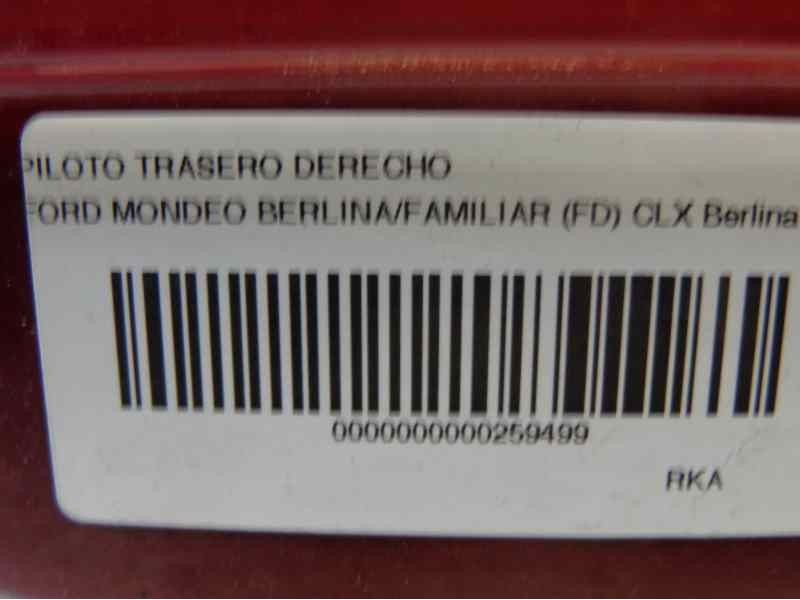 PILOTO TRASERO DERECHO
FORD MONDEO BERLINA/FAMILIAR (FD) CLX Berlina
0000000000259499
RKA